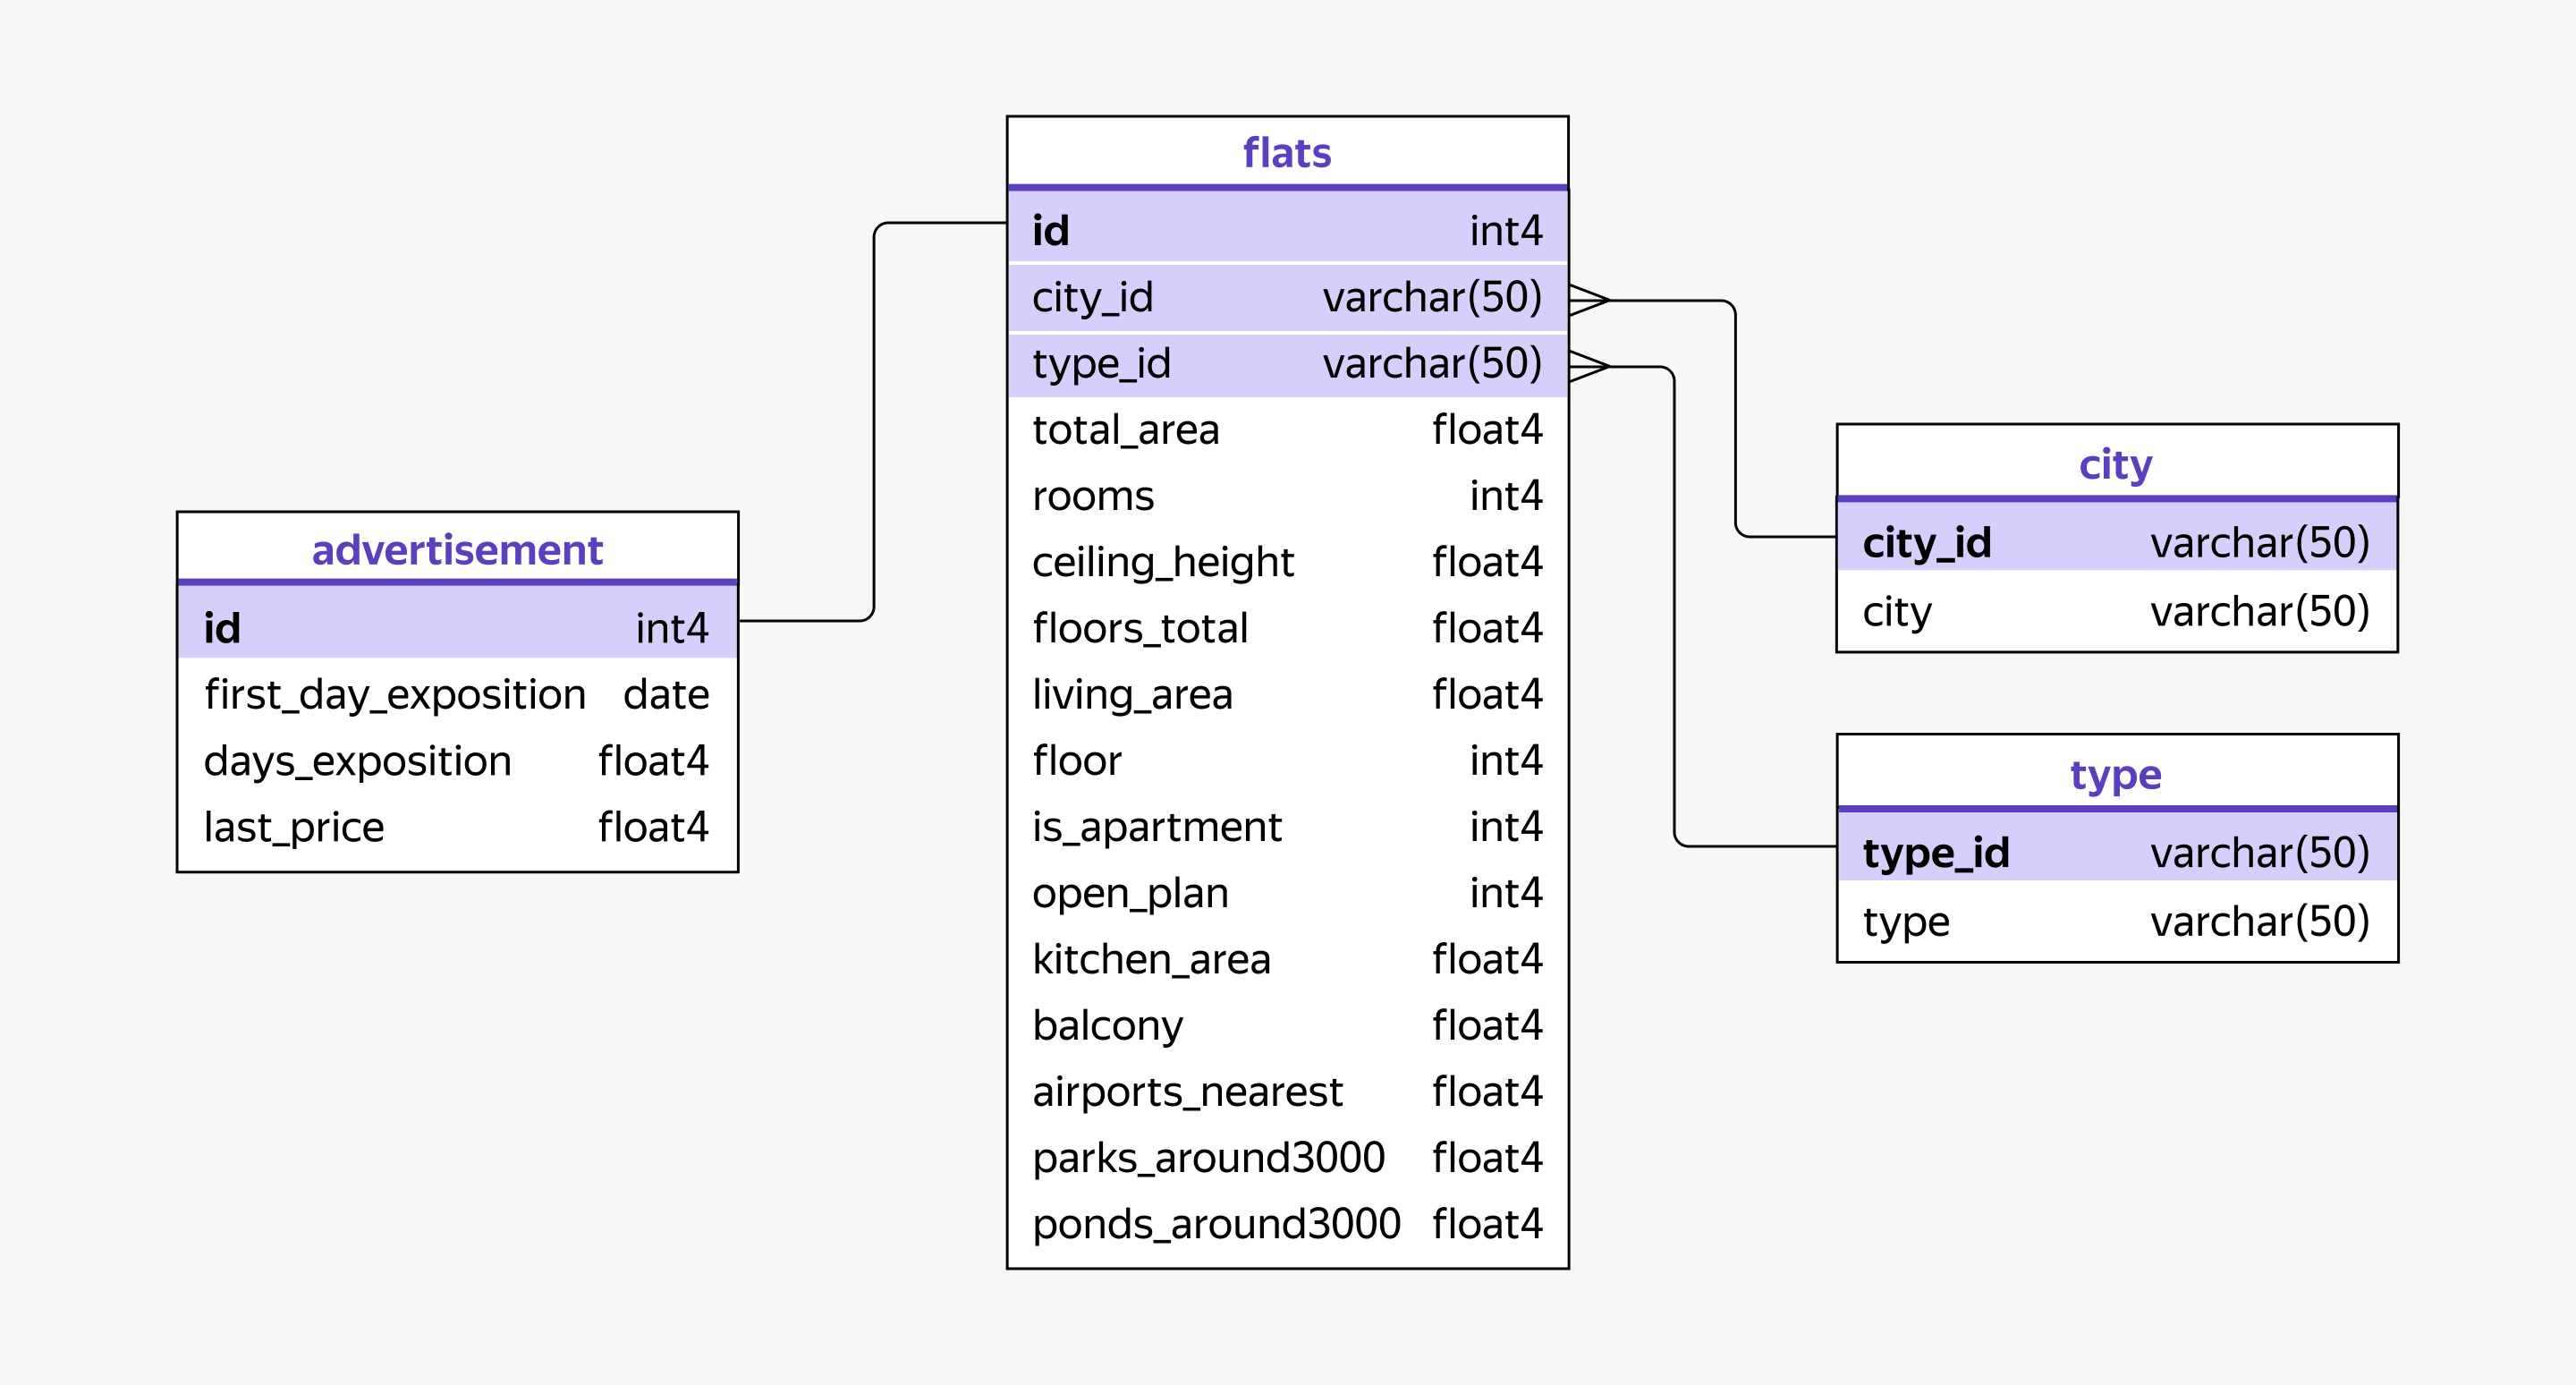 flats
id int4
city_id varchar(50)
type_id varchar(50)
total_area float4
rooms int4
ceiling_height float4
floors_total float4
living_area float4
floor int4
is_apartment int4
open_plan int4
kitchen_area float4
balcony float4
airports_nearest float4
parks_around3000 float4
ponds_around3000 float4
advertisement
id int4
first_day_exposition date
days_exposition float4
last_price float4
city
city_id varchar(50)
city varchar(50)
type
type_id varchar(50)
type varchar(50)